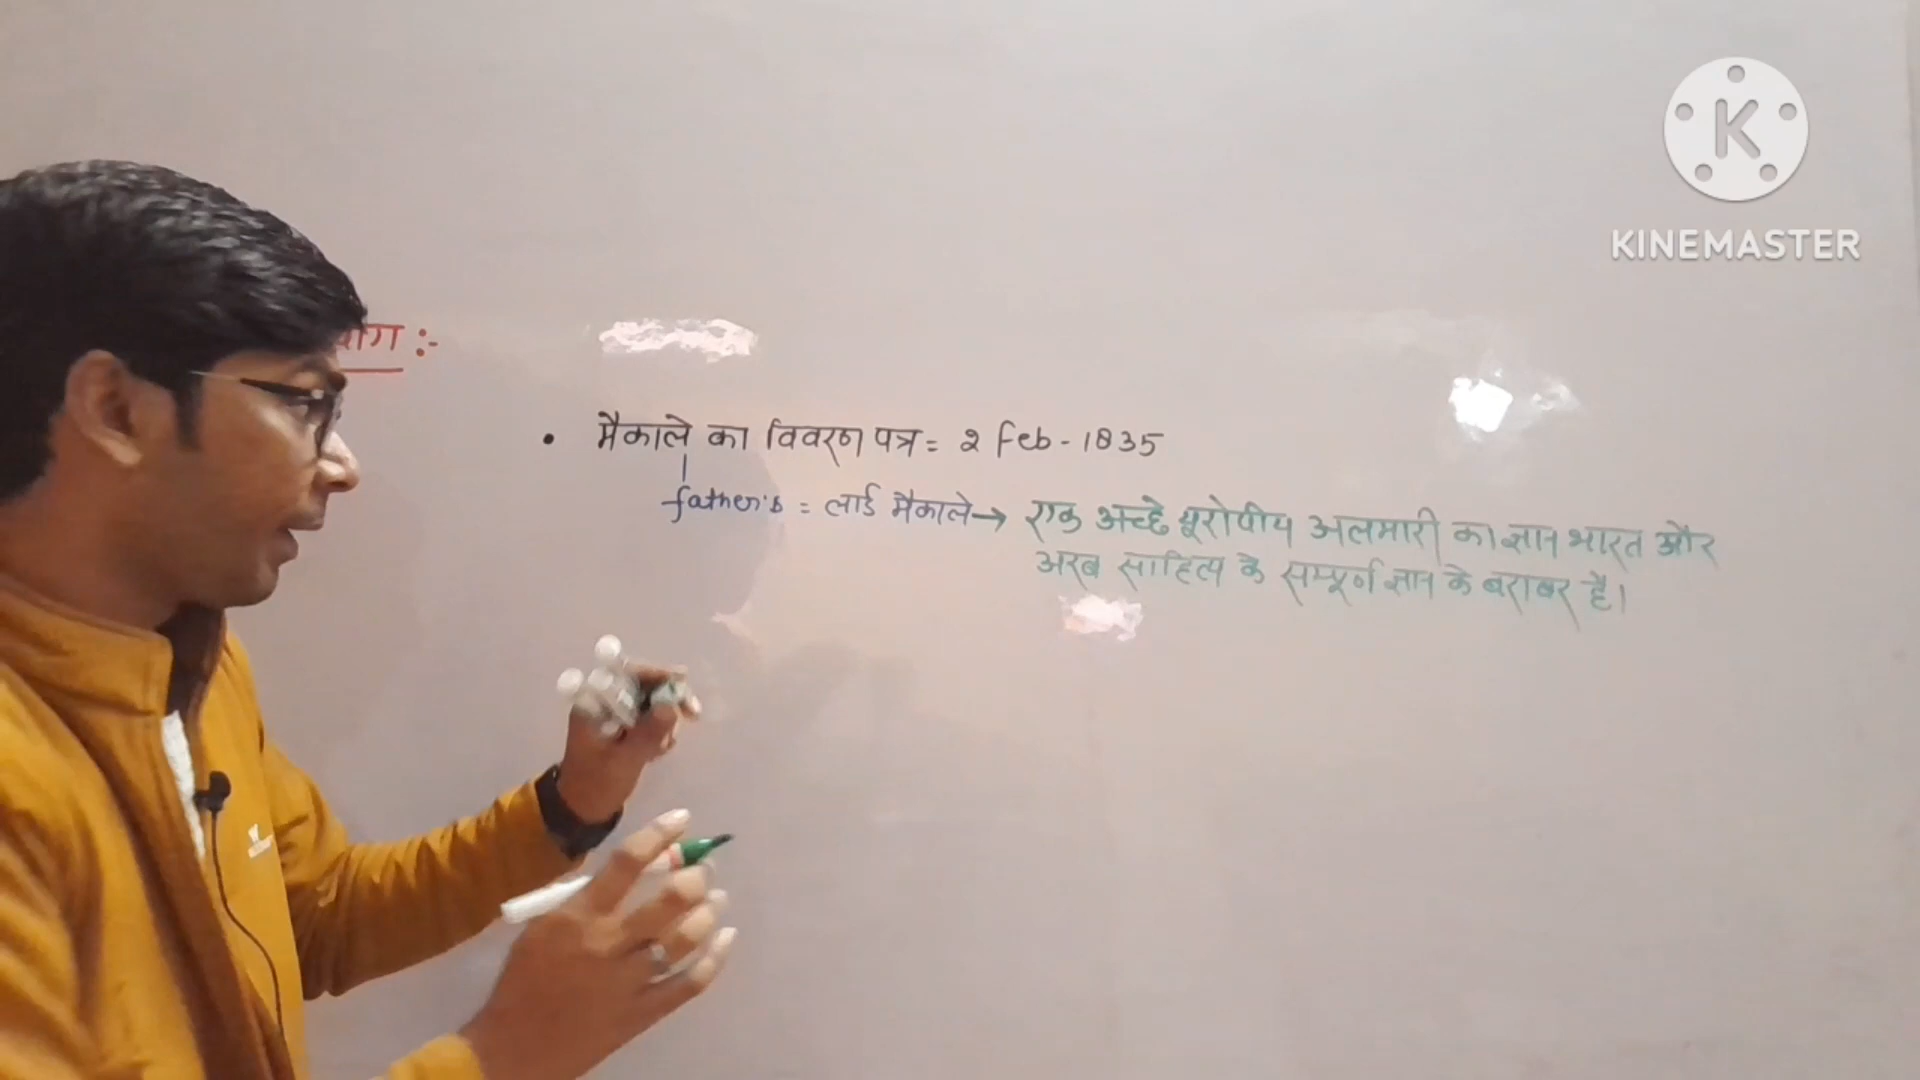 KINEMASTER
:-
• मैकाले का विवरण पत्र = 2 Feb - 1835
father's = लार्ड मैकाले → एक अच्छे यूरोपीय अलमारी का ज्ञान भारत और
अरब साहित्य के सम्पूर्ण ज्ञान के बराबर है।